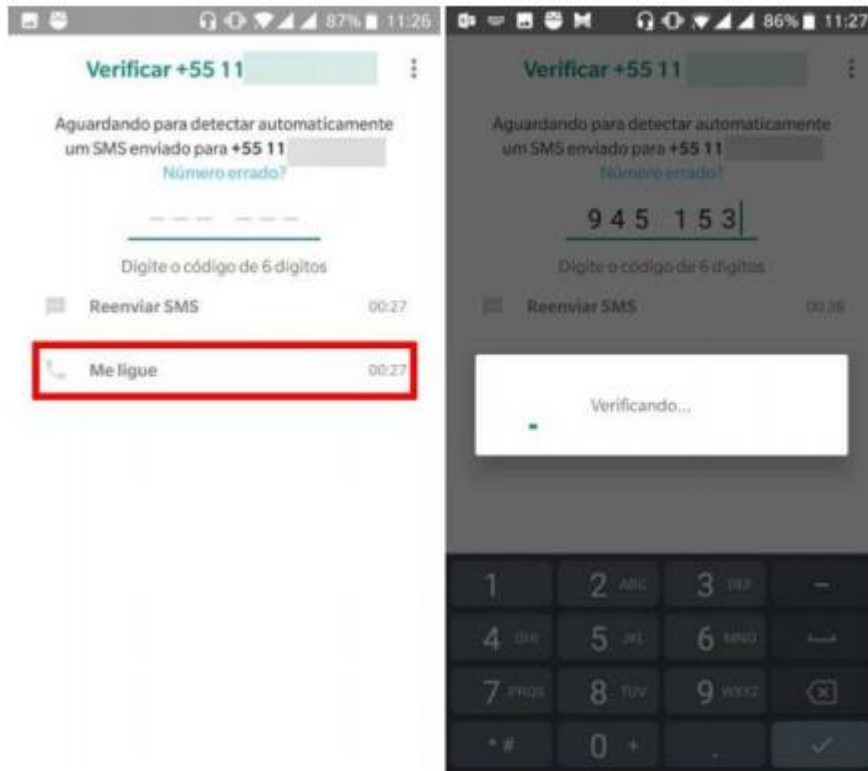 87% 11:26
Verificar +55 11
Aguardando para detectar automaticamente
um SMS enviado para +55 11
Número errado?
Digite o código de 6 dígitos
Reenviar SMS 00:27
Me ligue 00:27
86% 11:27
Verificar +55 11
Aguardando para detectar automaticamente
um SMS enviado para +55 11
Número errado?
945 153
Digite o código de 6 dígitos
Reenviar SMS 00:38
Verificando...
1 2 ABC 3 DEF -
4 GHI 5 JKL 6 MNO
7 PRQS 8 TUV 9 WXYZ
* # 0 + .